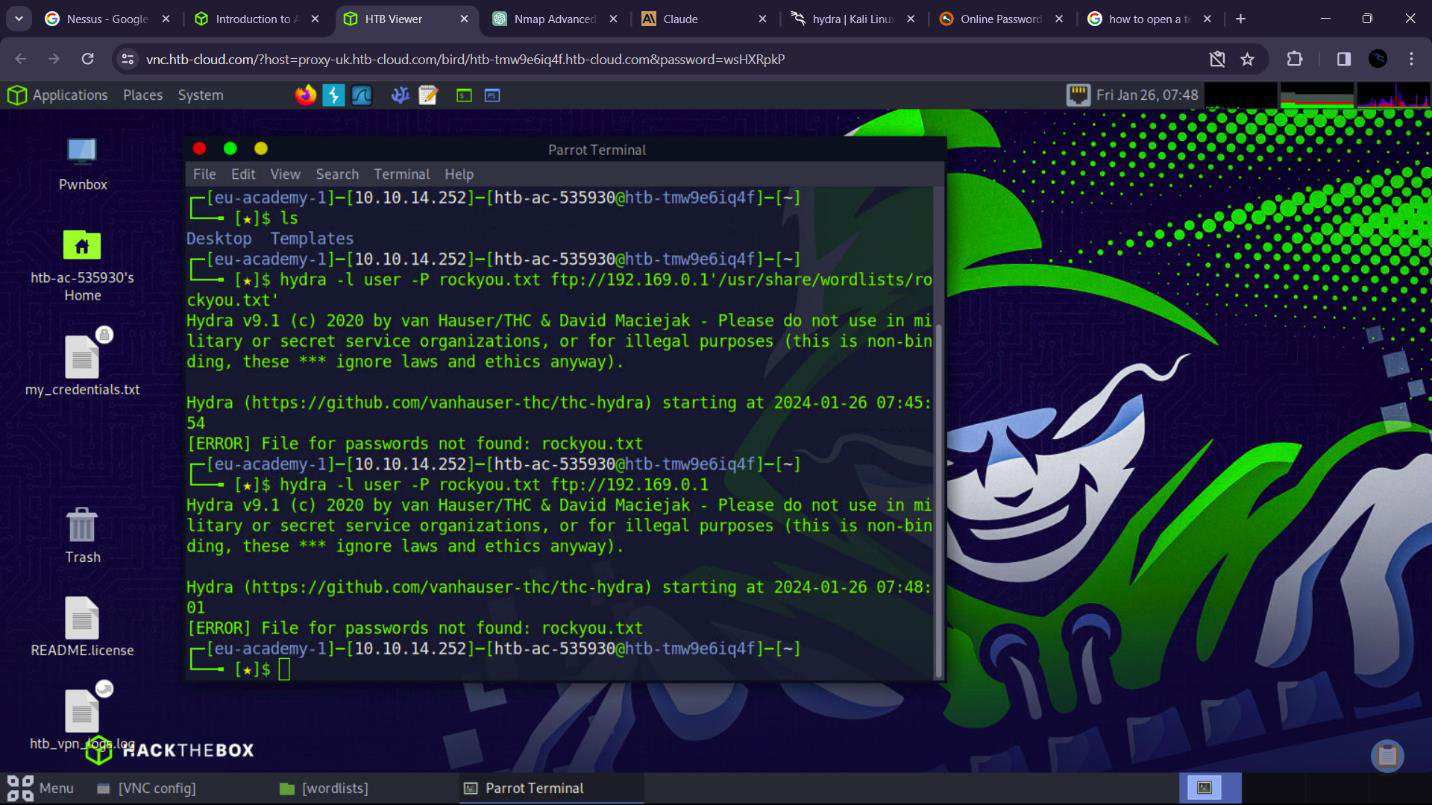 Nessus - Google
Introduction to A
HTB Viewer
Nmap Advanced
Claude
hydra | Kali Linux
Online Password
how to open a ta
vnc.htb-cloud.com/?host=proxy-uk.htb-cloud.com/bird/htb-tmw9e6iq4f.htb-cloud.com&password=wsHXRpkP
Applications Places System
Fri Jan 26, 07:48
Parrot Terminal
File Edit View Search Terminal Help
┌─[eu-academy-1]─[10.10.14.252]─[htb-ac-535930@htb-tmw9e6iq4f]─[~]
└──╼ [★]$ ls
Desktop  Templates
┌─[eu-academy-1]─[10.10.14.252]─[htb-ac-535930@htb-tmw9e6iq4f]─[~]
└──╼ [★]$ hydra -l user -P rockyou.txt ftp://192.169.0.1'/usr/share/wordlists/ro
ckyou.txt'
Hydra v9.1 (c) 2020 by van Hauser/THC & David Maciejak - Please do not use in mi
litary or secret service organizations, or for illegal purposes (this is non-bin
ding, these *** ignore laws and ethics anyway).
Hydra (https://github.com/vanhauser-thc/thc-hydra) starting at 2024-01-26 07:45:
54
[ERROR] File for passwords not found: rockyou.txt
┌─[eu-academy-1]─[10.10.14.252]─[htb-ac-535930@htb-tmw9e6iq4f]─[~]
└──╼ [★]$ hydra -l user -P rockyou.txt ftp://192.169.0.1
Hydra v9.1 (c) 2020 by van Hauser/THC & David Maciejak - Please do not use in mi
litary or secret service organizations, or for illegal purposes (this is non-bin
ding, these *** ignore laws and ethics anyway).
Hydra (https://github.com/vanhauser-thc/thc-hydra) starting at 2024-01-26 07:48:
01
[ERROR] File for passwords not found: rockyou.txt
┌─[eu-academy-1]─[10.10.14.252]─[htb-ac-535930@htb-tmw9e6iq4f]─[~]
└──╼ [★]$
Pwnbox
htb-ac-535930's
Home
my_credentials.txt
Trash
README.license
htb_vpn_logs.log
HACKTHEBOX
Menu
[VNC config]
[wordlists]
Parrot Terminal